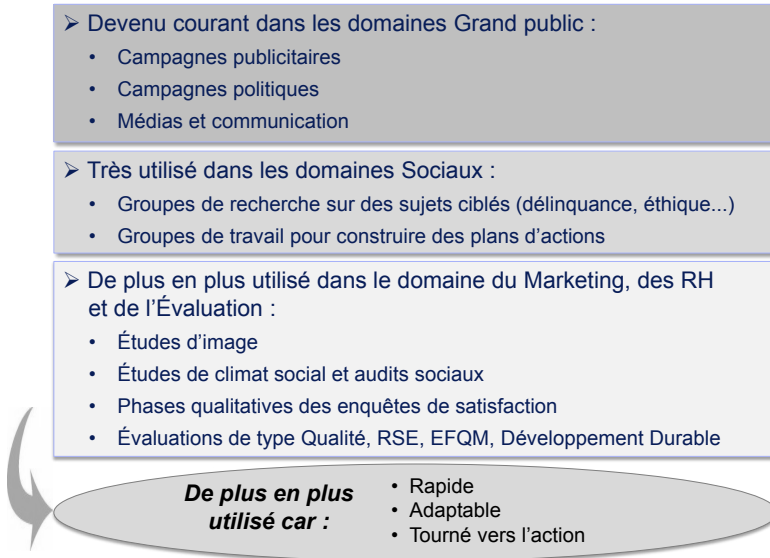 ➢ Devenu courant dans les domaines Grand public :
• Campagnes publicitaires
• Campagnes politiques
• Médias et communication
➢ Très utilisé dans les domaines Sociaux :
• Groupes de recherche sur des sujets ciblés (délinquance, éthique...)
• Groupes de travail pour construire des plans d'actions
➢ De plus en plus utilisé dans le domaine du Marketing, des RH
et de l'Évaluation :
• Études d'image
• Études de climat social et audits sociaux
• Phases qualitatives des enquêtes de satisfaction
• Évaluations de type Qualité, RSE, EFQM, Développement Durable
De plus en plus
utilisé car :
• Rapide
• Adaptable
• Tourné vers l'action